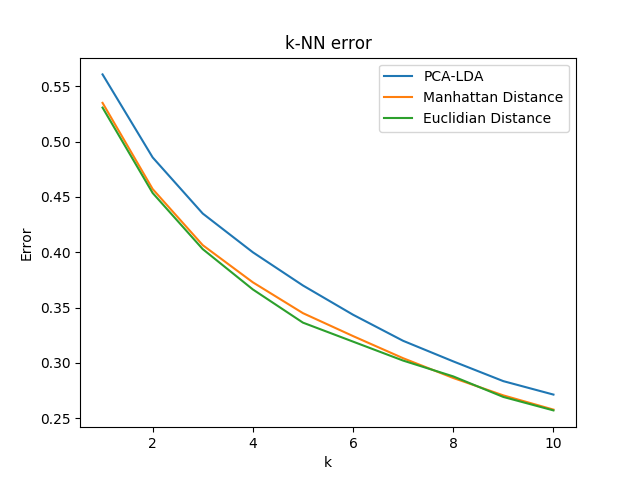 k-NN error
PCA-LDA
Manhattan Distance
Euclidian Distance
Error
0.55
0.50
0.45
0.40
0.35
0.30
0.25
2 4 6 8 10
k